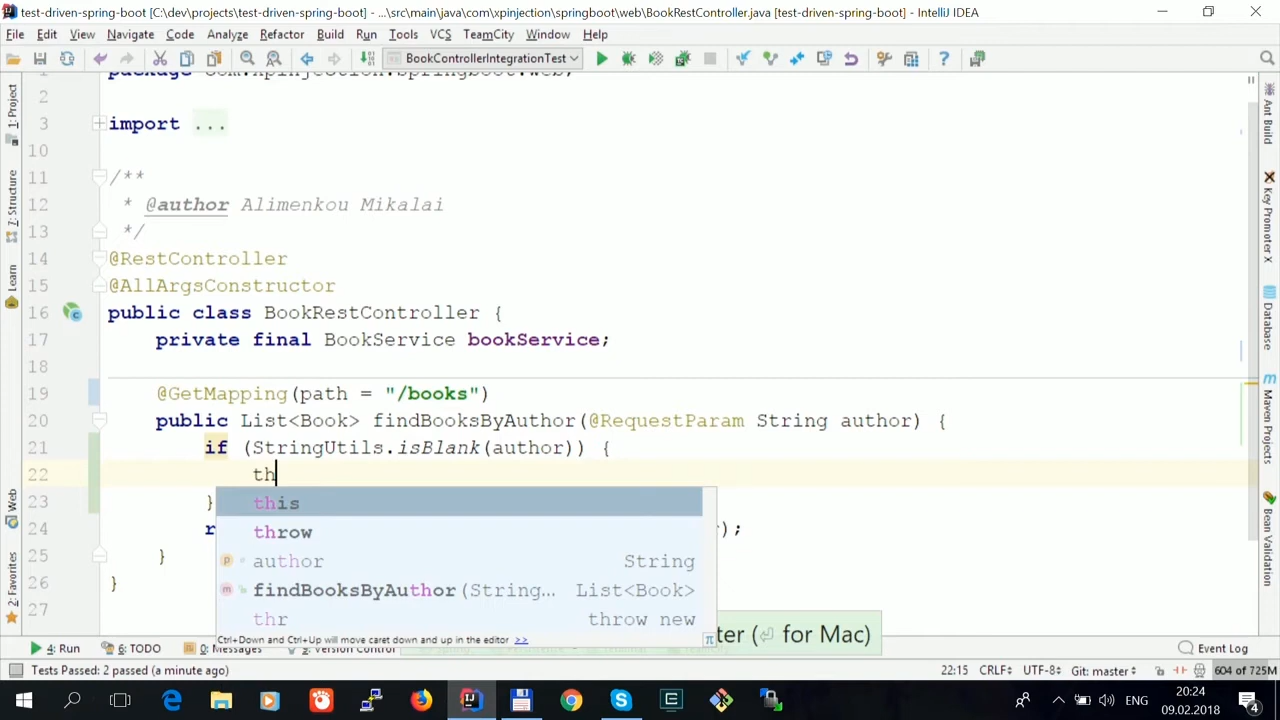 test-driven-spring-boot [C:\dev\projects\test-driven-spring-boot] - ...\src\main\java\com\xpinjection\springboot\web\BookRestController.java [test-driven-spring-boot] - IntelliJ IDEA
File Edit View Navigate Code Analyze Refactor Build Run Tools VCS TeamCity Window Help
BookControllerIntegrationTest
package com.xpinjection.springboot.web;
2
3 import ...
10
11 /**
12 * @author Alimenkou Mikalai
13 */
14 @RestController
15 @AllArgsConstructor
16 public class BookRestController {
17 private final BookService bookService;
18
19 @GetMapping(path = "/books")
20 public List<Book> findBooksByAuthor(@RequestParam String author) {
21 if (StringUtils.isBlank(author)) {
22 th
23 }
24 r );
25 }
26 }
27
this
throw
author String
findBooksByAuthor(String... List<Book>
thr throw new
Ctrl+Down and Ctrl+Up will move caret down and up in the editor >>
π
ter (⏎ for Mac)
1: Project
7: Structure
Learn
Web
2: Favorites
Ant Build
Key Promoter X
Database
Maven Projects
Bean Validation
4: Run 6: TODO 0: Messages 9: Version Control Event Log
Tests Passed: 2 passed (a minute ago) 22:15 CRLF UTF-8 Git: master 604 of 725M
ENG 20:24
09.02.2018
4